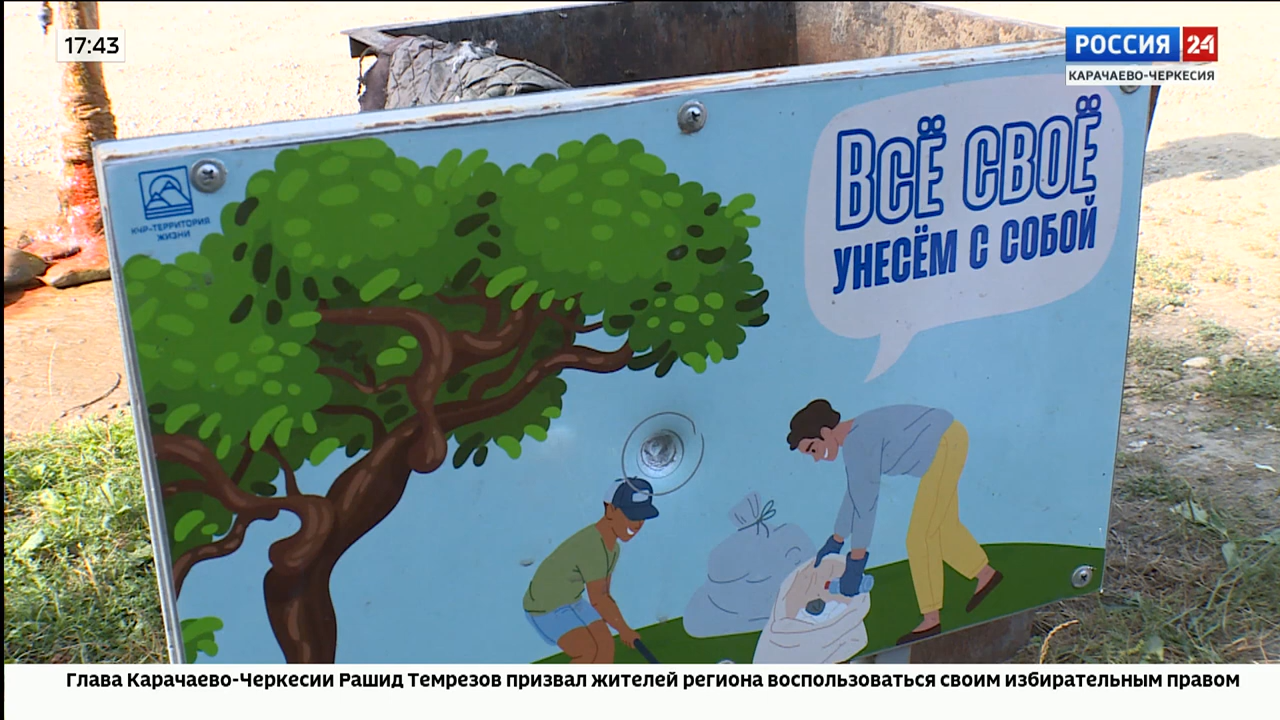 17:43
РОССИЯ 24
КАРАЧАЕВО-ЧЕРКЕСИЯ
ВСЁ СВОЁ
УНЕСЁМ С СОБОЙ
КЧР-ТЕРРИТОРИЯ
ЖИЗНИ
Глава Карачаево-Черкесии Рашид Темрезов призвал жителей региона воспользоваться своим избирательным правом